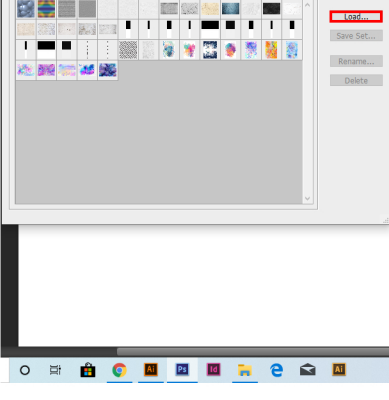 Load...
Save Set...
Rename...
Delete
Ai
Ps
Id
Ai